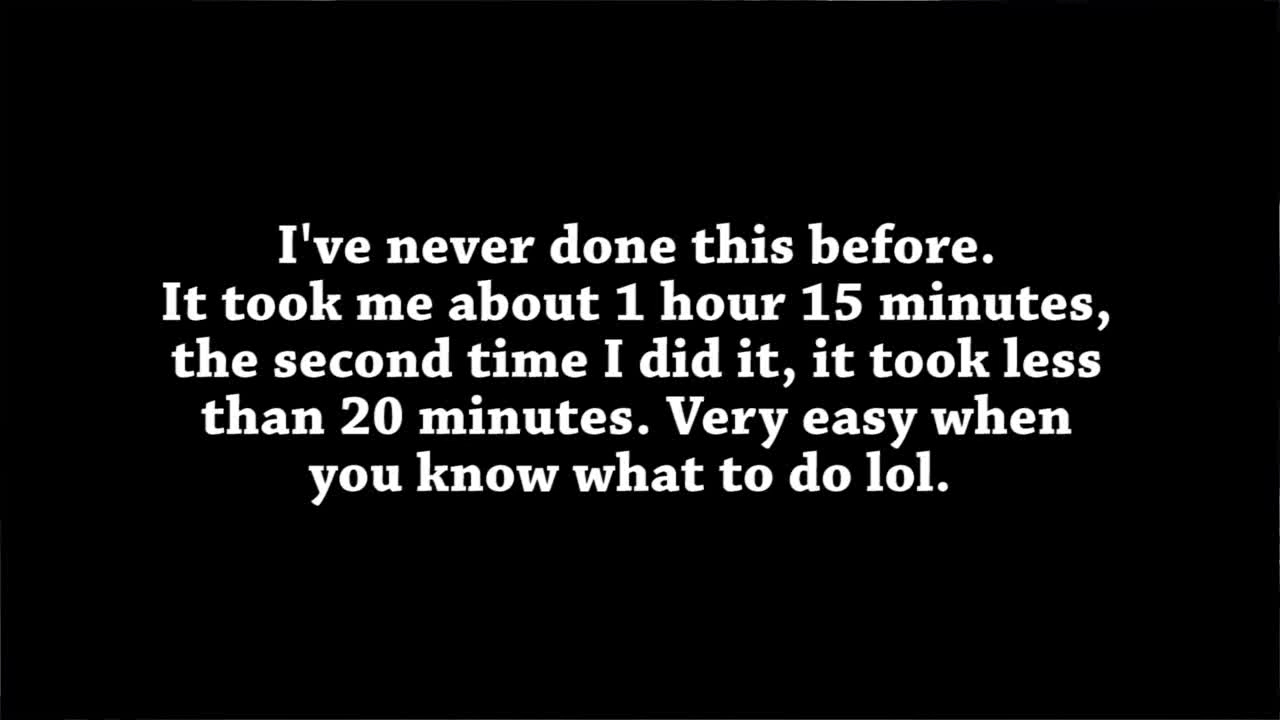 I've never done this before.
It took me about 1 hour 15 minutes,
the second time I did it, it took less
than 20 minutes. Very easy when
you know what to do lol.